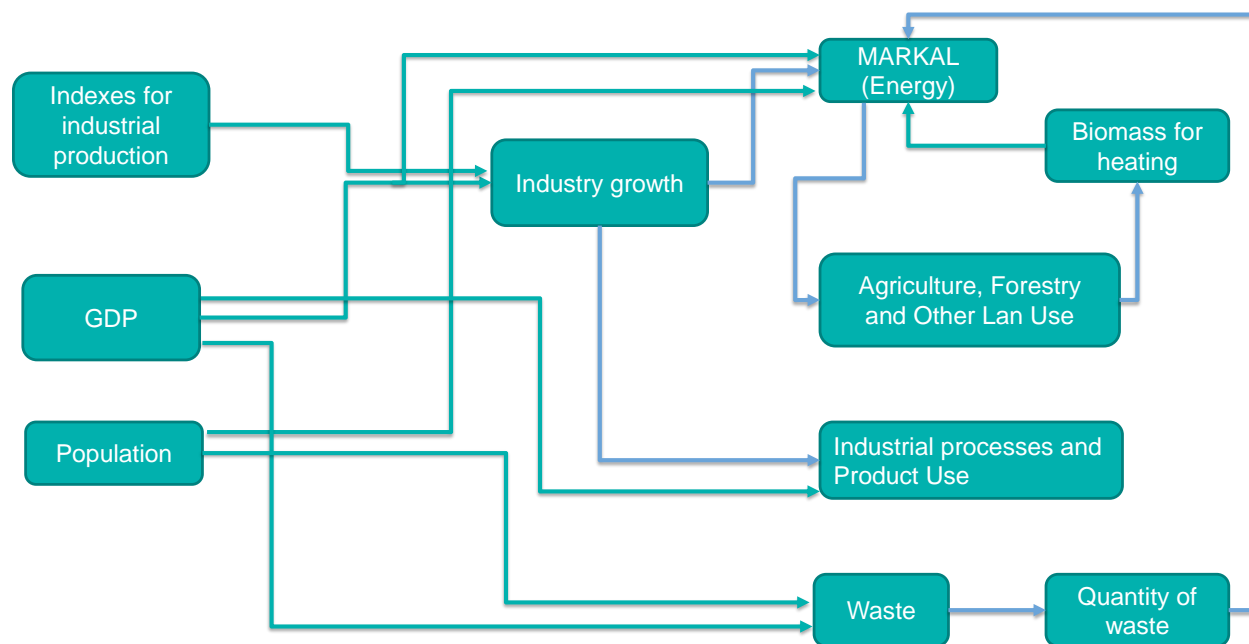 Indexes for
industrial
production
MARKAL
(Energy)
Biomass for
heating
Industry growth
GDP
Agriculture, Forestry
and Other Lan Use
Population
Industrial processes and
Product Use
Waste
Quantity of
waste